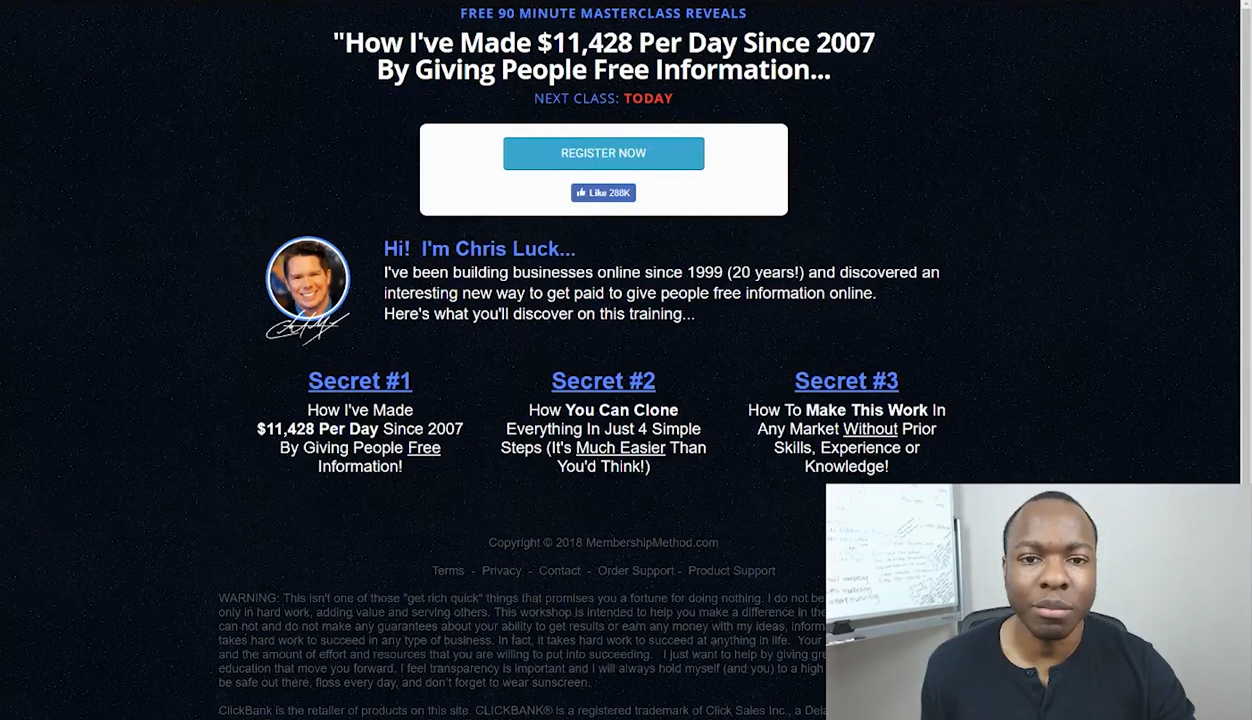 FREE 90 MINUTE MASTERCLASS REVEALS
"How I've Made $11,428 Per Day Since 2007
By Giving People Free Information...
NEXT CLASS: TODAY
REGISTER NOW
Like 288K
Hi! I'm Chris Luck...
I've been building businesses online since 1999 (20 years!) and discovered an
interesting new way to get paid to give people free information online.
Here's what you'll discover on this training...
Secret #1
How I've Made
$11,428 Per Day Since 2007
By Giving People Free
Information!
Secret #2
How You Can Clone
Everything In Just 4 Simple
Steps (It's Much Easier Than
You'd Think!)
Secret #3
How To Make This Work In
Any Market Without Prior
Skills, Experience or
Knowledge!
Copyright © 2018 MembershipMethod.com
Terms - Privacy - Contact - Order Support - Product Support
WARNING: This isn't one of those "get rich quick" things that promises you a fortune for doing nothing. I do not
only in hard work, adding value and serving others. This workshop is intended to help you make a difference in the
can not and do not make any guarantees about your ability to get results or earn any money with my ideas,
takes hard work to succeed in any type of business. In fact, it takes hard work to succeed at anything in life. Your
and the amount of effort and resources that you are willing to put into succeeding. I just want to help by giving
education that move you forward. I feel transparency is important and I will always hold myself (and you) to a high
be safe out there, floss every day, and don't forget to wear sunscreen.
ClickBank is the retailer of products on this site. CLICKBANK® is a registered trademark of Click Sales Inc., a